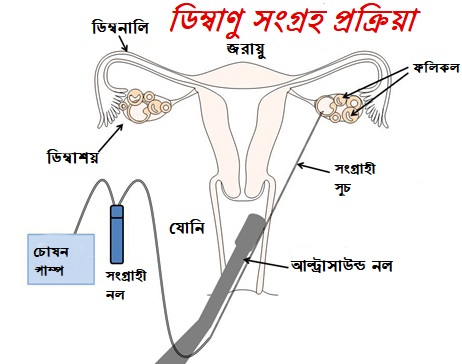 ডিম্বাণু সংগ্রহ প্রক্রিয়া
ডিম্বনালি
জরায়ু
ফলিকল
ডিম্বাশয়
সংগ্রাহী
সূচ
যোনি
চোষন
পাম্প
সংগ্রাহী
নল
আল্ট্রাসাউন্ড নল